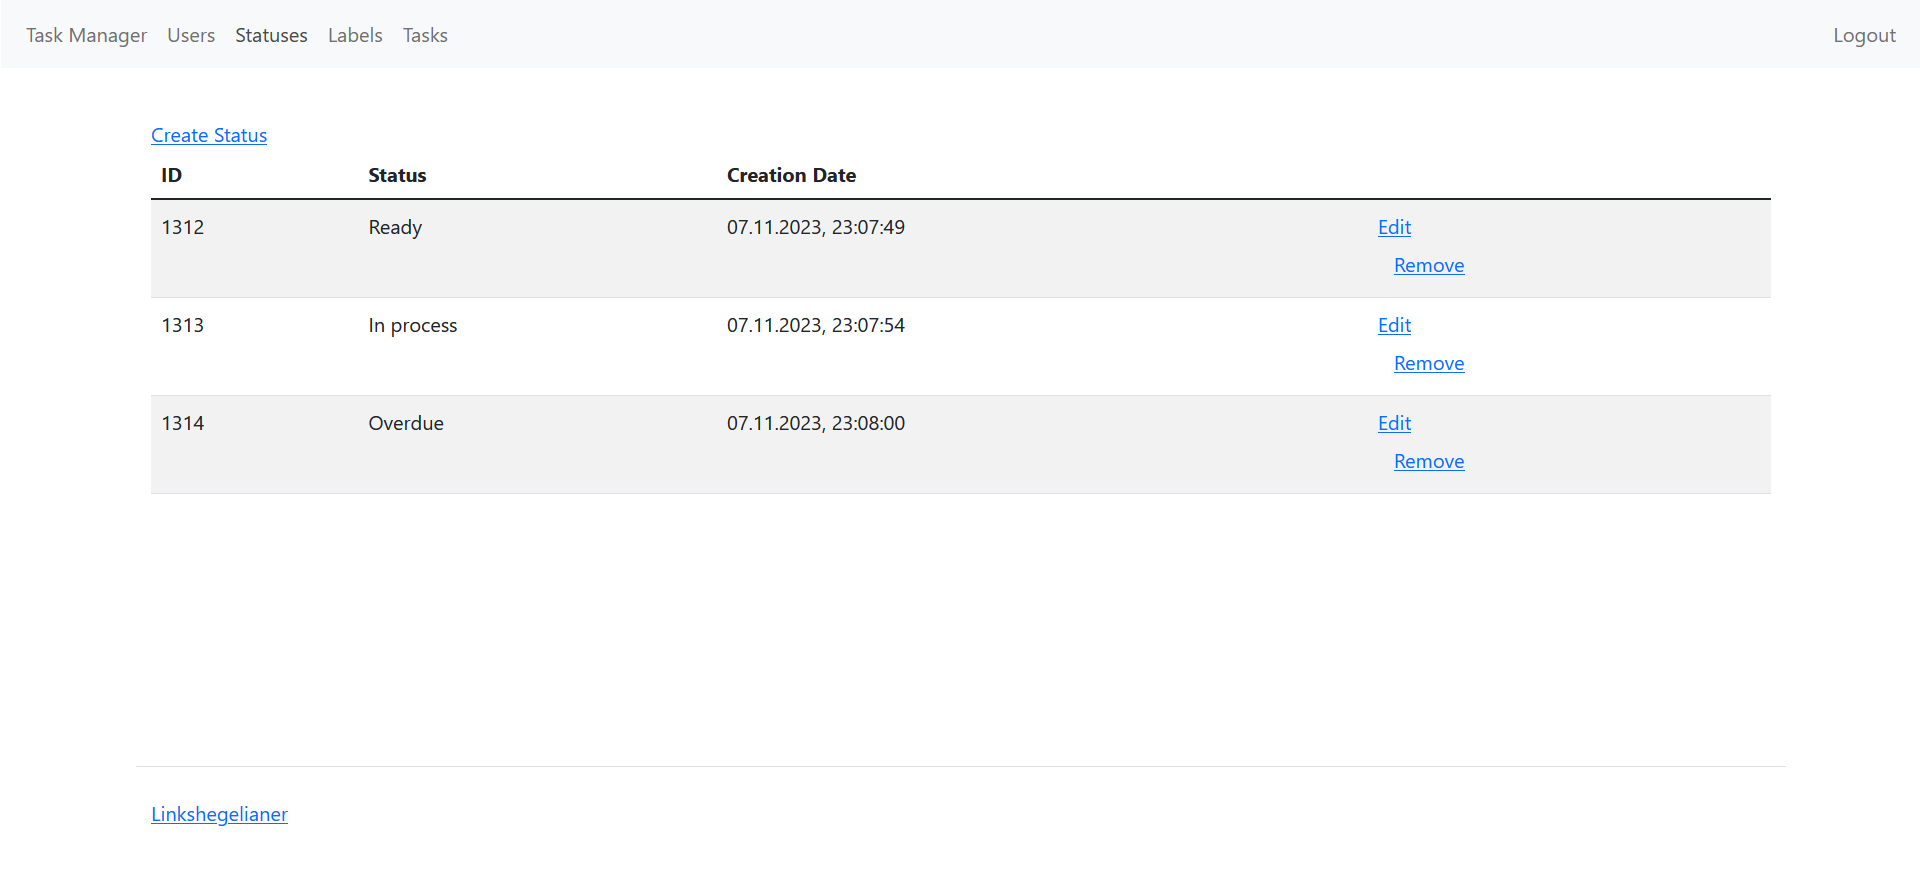 Task Manager Users Statuses Labels Tasks Logout
Create Status
ID Status Creation Date
1312 Ready 07.11.2023, 23:07:49 Edit
Remove
1313 In process 07.11.2023, 23:07:54 Edit
Remove
1314 Overdue 07.11.2023, 23:08:00 Edit
Remove
Linkshegelianer